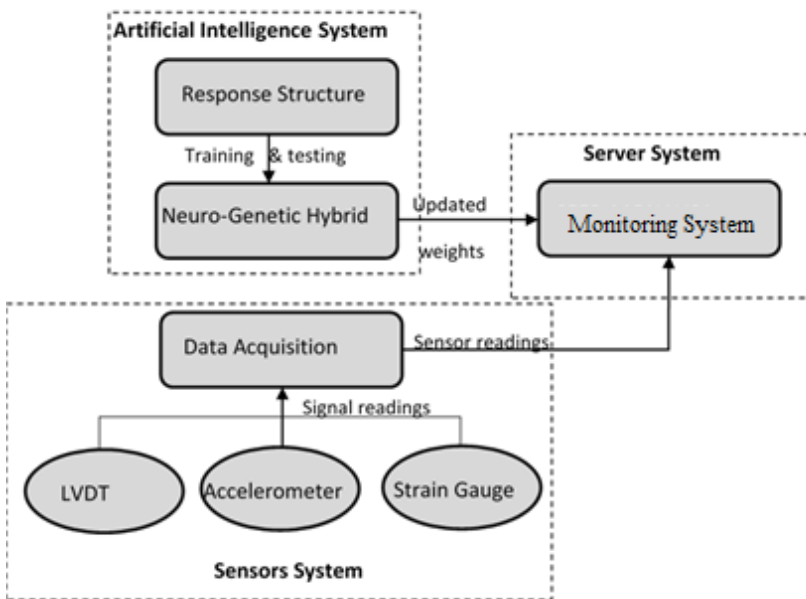 Artificial Intelligence System
Response Structure
Training & testing
Neuro-Genetic Hybrid
Updated
weights
Server System
Monitoring System
Data Acquisition
Sensor readings
Signal readings
LVDT
Accelerometer
Strain Gauge
Sensors System